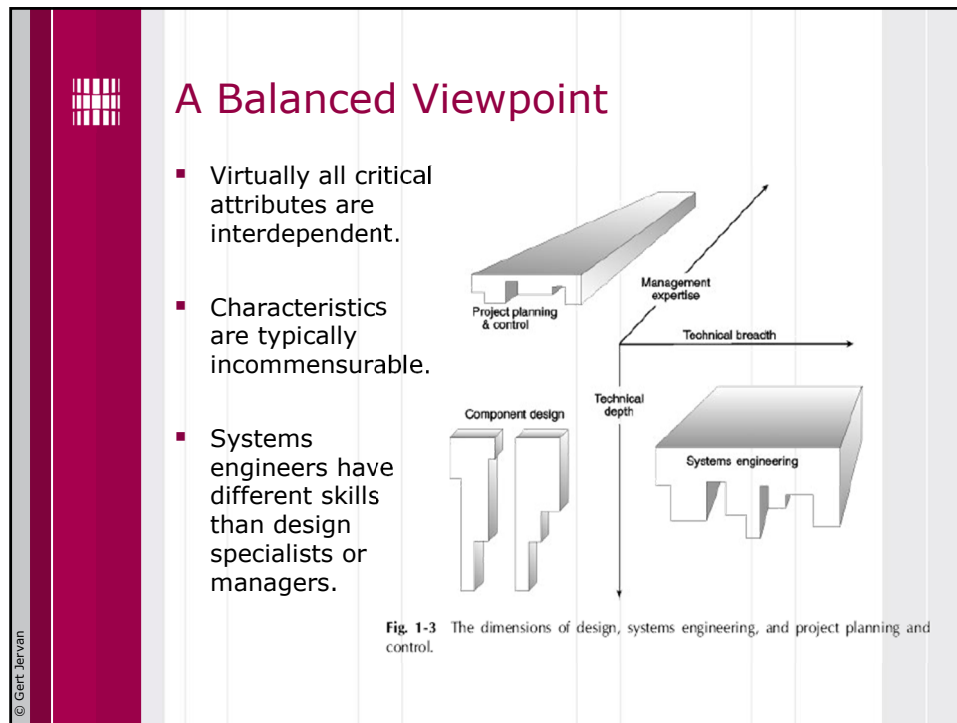 A Balanced Viewpoint
▪ Virtually all critical
attributes are
interdependent.
▪ Characteristics
are typically
incommensurable.
▪ Systems
engineers have
different skills
than design
specialists or
managers.
Project planning
& control
Management
expertise
Technical breadth
Technical
depth
Component design
Systems engineering
Fig. 1-3 The dimensions of design, systems engineering, and project planning and
control.
© Gert Jervan